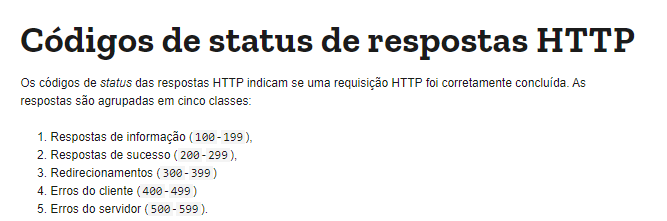 Códigos de status de respostas HTTP
Os códigos de status das respostas HTTP indicam se uma requisição HTTP foi corretamente concluída. As
respostas são agrupadas em cinco classes:
1. Respostas de informação (100-199),
2. Respostas de sucesso (200-299),
3. Redirecionamentos (300-399)
4. Erros do cliente (400-499)
5. Erros do servidor (500-599).